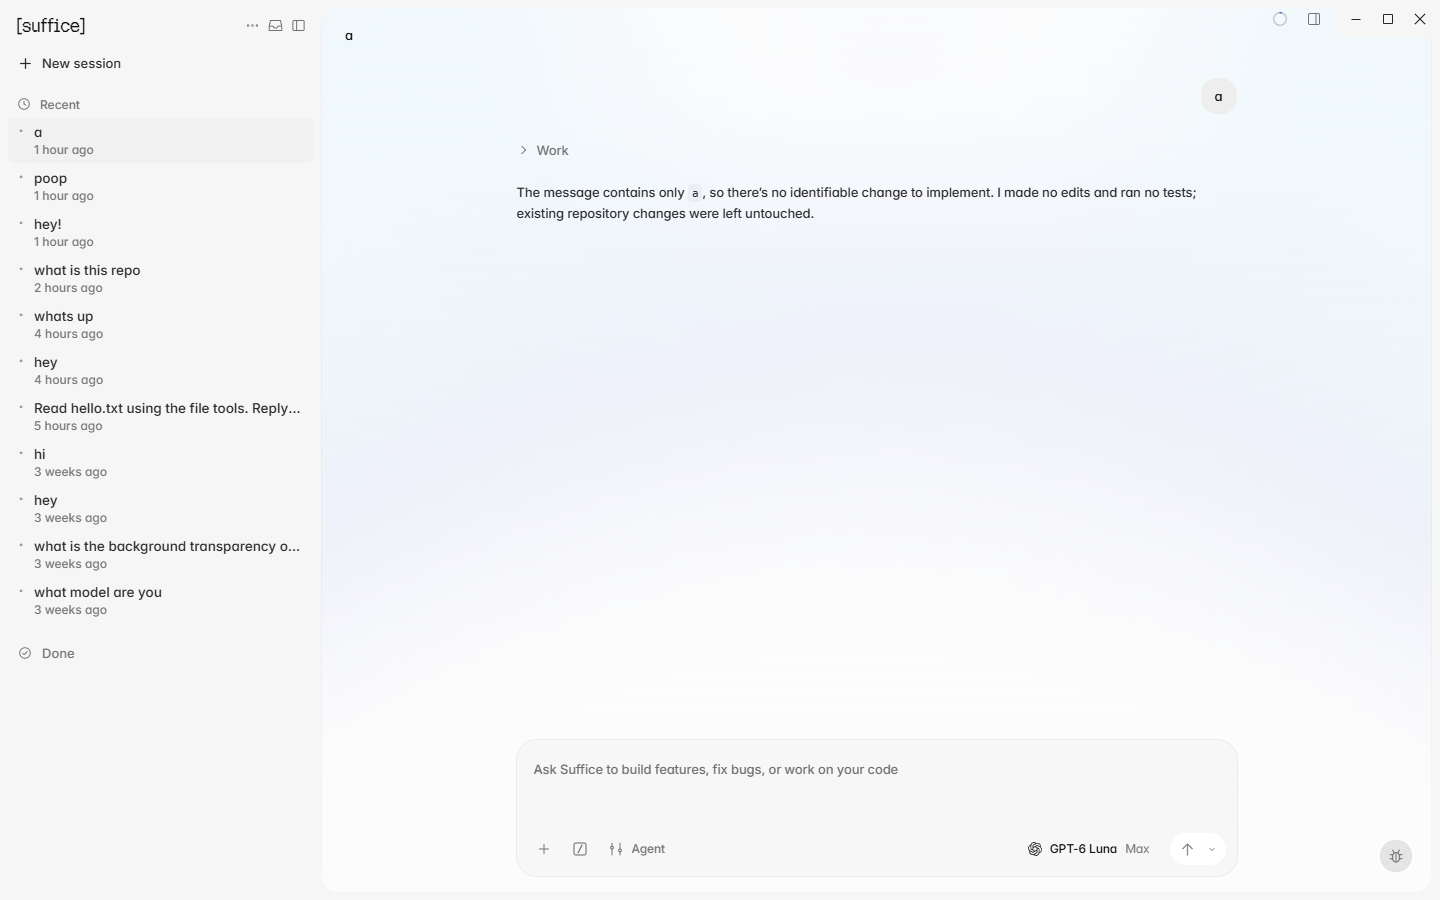 [suffice]
New session
Recent
a
1 hour ago
poop
1 hour ago
hey!
1 hour ago
what is this repo
2 hours ago
whats up
4 hours ago
hey
4 hours ago
Read hello.txt using the file tools. Reply...
5 hours ago
hi
3 weeks ago
hey
3 weeks ago
what is the background transparency o...
3 weeks ago
what model are you
3 weeks ago
Done
a
a
Work
The message contains only a, so there's no identifiable change to implement. I made no edits and ran no tests;
existing repository changes were left untouched.
Ask Suffice to build features, fix bugs, or work on your code
Agent
GPT-6 Luna Max